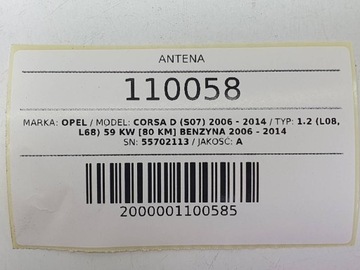 ANTENA
110058
MARKA: OPEL / MODEL: CORSA D (S07) 2006 - 2014 / TYP: 1.2 (L08,
L68) 59 KW [80 KM] BENZYNA 2006 - 2014
SN: 55702113 / JAKOŚĆ: A
2000001100585